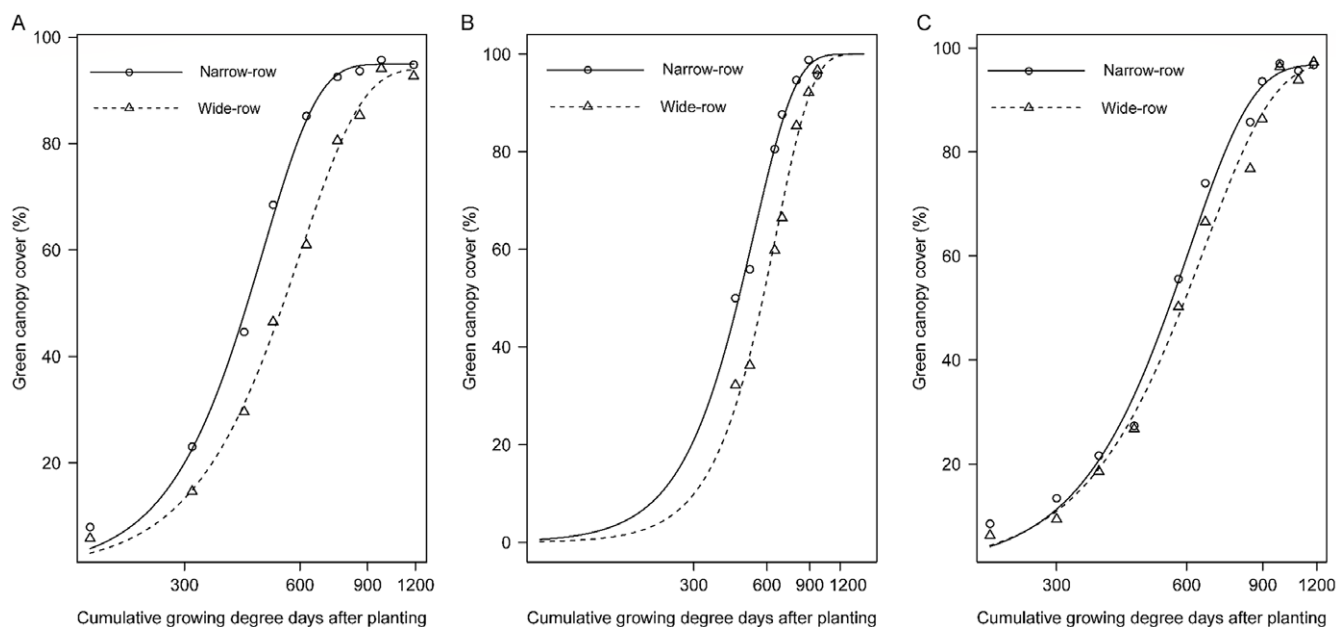 A
Green canopy cover (%)
100
80
60
40
20
Narrow-row
Wide-row
300 600 900 1200
Cumulative growing degree days after planting
B
Green canopy cover (%)
100
80
60
40
20
0
Narrow-row
Wide-row
300 600 900 1200
Cumulative growing degree days after planting
C
Green canopy cover (%)
100
80
60
40
20
Narrow-row
Wide-row
300 600 900 1200
Cumulative growing degree days after planting